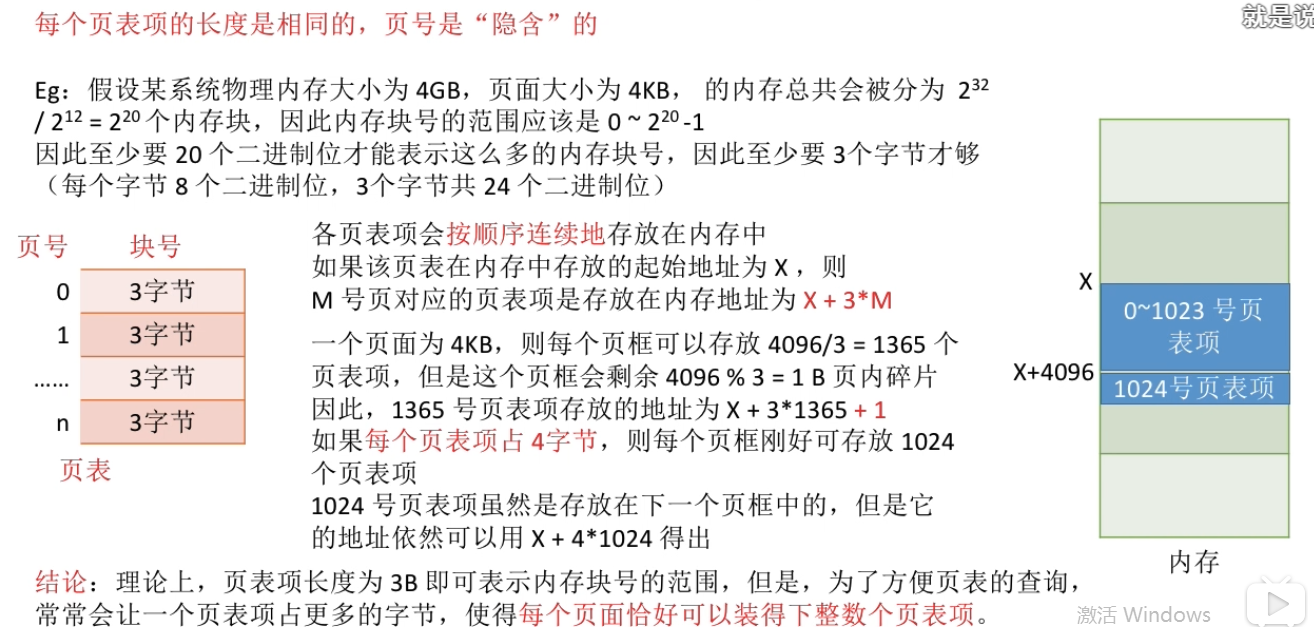 每个页表项的长度是相同的，页号是“隐含”的
就是说
Eg：假设某系统物理内存大小为 4GB，页面大小为 4KB， 的内存总共会被分为 2³²
/ 2¹² = 2²⁰ 个内存块，因此内存块号的范围应该是 0 ~ 2²⁰ -1
因此至少要 20 个二进制位才能表示这么多的内存块号，因此至少要 3个字节才够
（每个字节 8 个二进制位，3个字节共 24 个二进制位）
页号 块号
0 3字节
1 3字节
...... 3字节
n 3字节
页表
各页表项会按顺序连续地存放在内存中
如果该页表在内存中存放的起始地址为 X ，则
M 号页对应的页表项是存放在内存地址为 X + 3*M
一个页面为 4KB，则每个页框可以存放 4096/3 = 1365 个
页表项，但是这个页框会剩余 4096 % 3 = 1 B 页内碎片
因此，1365 号页表项存放的地址为 X + 3*1365 + 1
如果每个页表项占 4字节，则每个页框刚好可存放 1024
个页表项
1024 号页表项虽然是存放在下一个页框中的，但是它
的地址依然可以用 X + 4*1024 得出
X
0~1023 号页
表项
X+4096
1024号页表项
内存
结论：理论上，页表项长度为 3B 即可表示内存块号的范围，但是，为了方便页表的查询，
常常会让一个页表项占更多的字节，使得每个页面恰好可以装得下整数个页表项。
激活 Windows